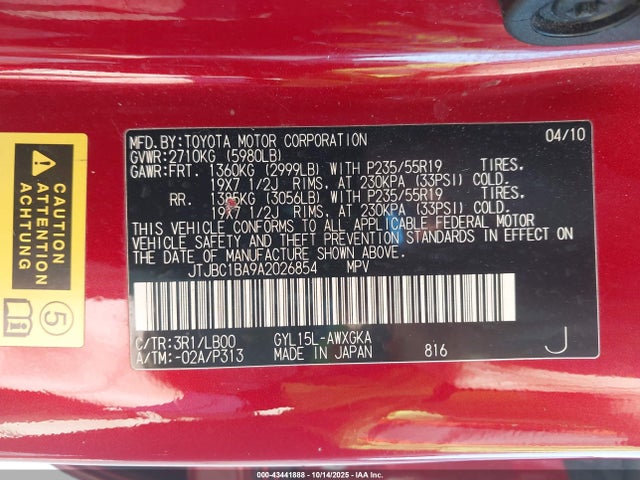 CAUTION
ATTENTION
5
MFD.BY:TOYOTA MOTOR CORPORATION 04/10
GVWR:2710KG (5980LB)
GAWR:FRT. 1360KG (2999LB) WITH P235/55R19 TIRES.
19X7 1/2J RIMS. AT 230KPA (33PSI) COLD.
RR. 1385KG (3056LB) WITH P235/55R19 TIRES.
19X7 1/2J RIMS. AT 230KPA (33PSI) COLD.
THIS VEHICLE CONFORMS TO ALL APPLICABLE FEDERAL MOTOR
VEHICLE SAFETY AND THEFT PREVENTION STANDARDS IN EFFECT ON
THE DATE OF MANUFACTURE SHOWN ABOVE.
JTJBC1BA9A2026854 MPV
C/TR:3R1/LB00 GYL15L-AWXGKA J
A/TM:-02A/P313 MADE IN JAPAN 816
000-43441888 - 10/14/2025 - IAA Inc.